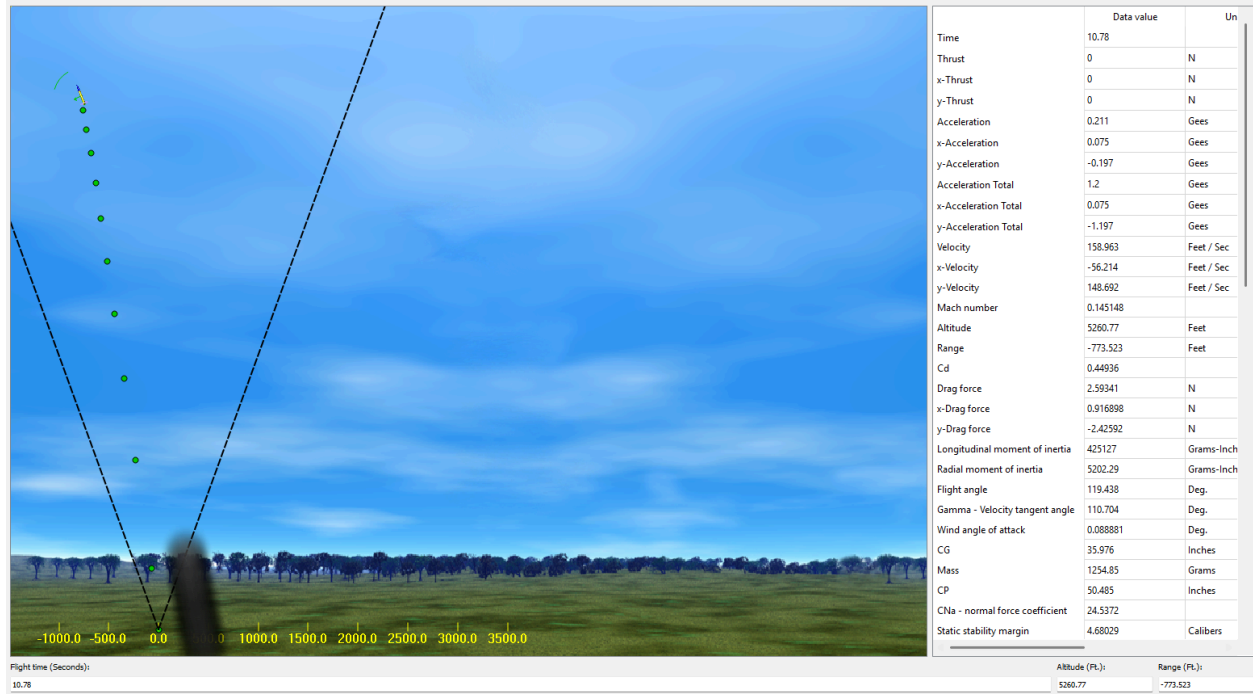 Data value Un
Time 10.78
Thrust 0 N
x-Thrust 0 N
y-Thrust 0 N
Acceleration 0.211 Gees
x-Acceleration 0.075 Gees
y-Acceleration -0.197 Gees
Acceleration Total 1.2 Gees
x-Acceleration Total 0.075 Gees
y-Acceleration Total -1.197 Gees
Velocity 158.963 Feet / Sec
x-Velocity -56.214 Feet / Sec
y-Velocity 148.692 Feet / Sec
Mach number 0.145148
Altitude 5260.77 Feet
Range -773.523 Feet
Cd 0.44936
Drag force 2.59341 N
x-Drag force 0.916898 N
y-Drag force -2.42592 N
Longitudinal moment of inertia 425127 Grams-Inch
Radial moment of inertia 5202.29 Grams-Inch
Flight angle 119.438 Deg.
Gamma - Velocity tangent angle 110.704 Deg.
Wind angle of attack 0.088881 Deg.
CG 35.976 Inches
Mass 1254.85 Grams
CP 50.485 Inches
CNa - normal force coefficient 24.5372
Static stability margin 4.68029 Calibers
-1000.0 -500.0 0.0 500.0 1000.0 1500.0 2000.0 2500.0 3000.0 3500.0
Flight time (Seconds): Altitude (Ft.): Range (Ft.):
10.78 5260.77 -773.523